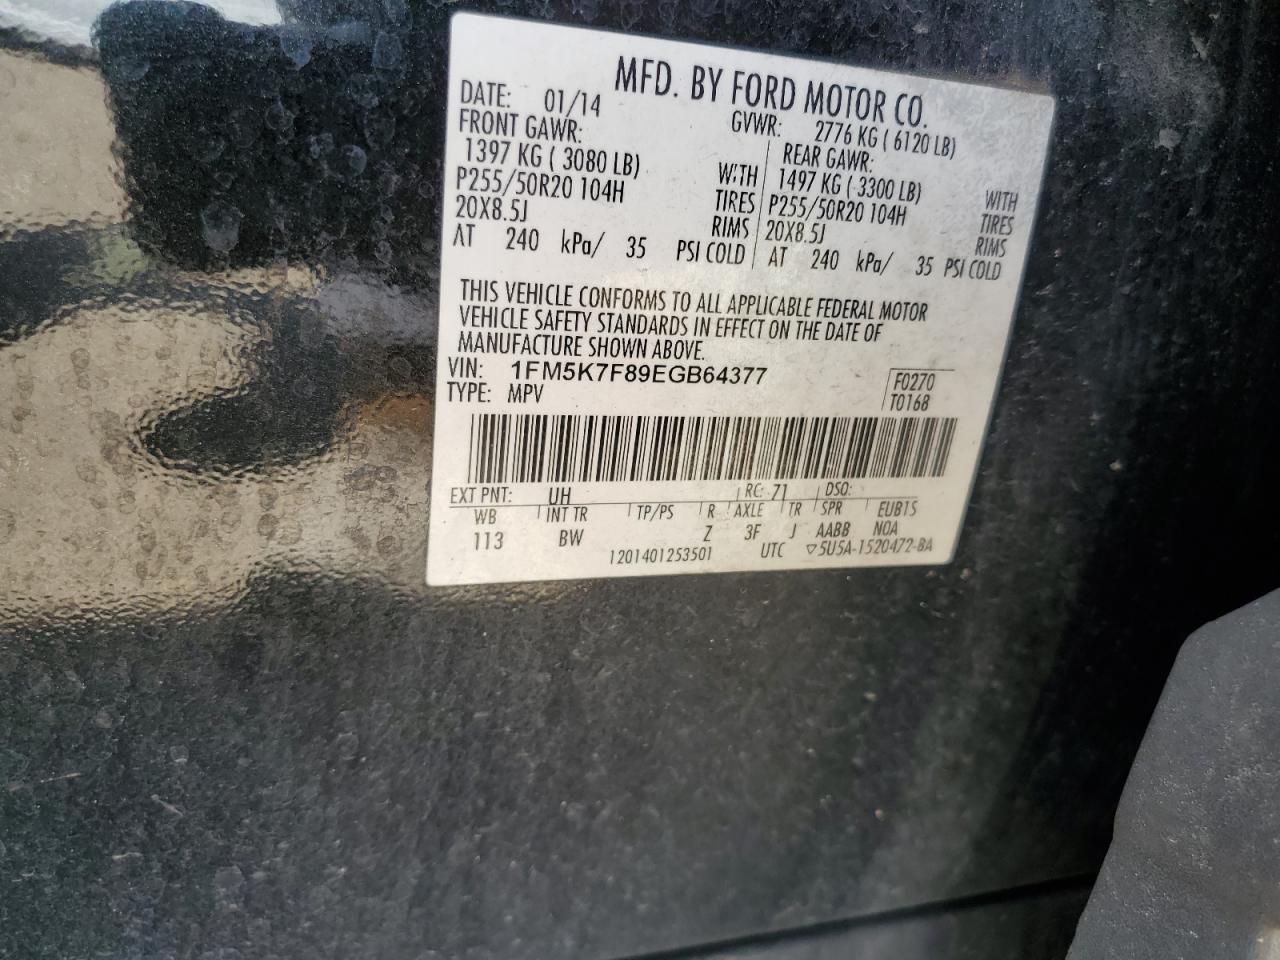 MFD. BY FORD MOTOR CO.
DATE: 01/14 GVWR: 2776 KG ( 6120 LB)
FRONT GAWR: REAR GAWR:
1397 KG ( 3080 LB) WITH 1497 KG ( 3300 LB) WITH
P255/50R20 104H TIRES P255/50R20 104H TIRES
20X8.5J RIMS 20X8.5J RIMS
AT 240 kPa/ 35 PSI COLD AT 240 kPa/ 35 PSI COLD
THIS VEHICLE CONFORMS TO ALL APPLICABLE FEDERAL MOTOR
VEHICLE SAFETY STANDARDS IN EFFECT ON THE DATE OF
MANUFACTURE SHOWN ABOVE.
VIN: 1FM5K7F89EGB64377 F0270
TYPE: MPV T0168
EXT PNT: UH RC: 71 DSO:
WB INT TR TP/PS R AXLE TR SPR EUB15
113 BW Z 3F J AABB NOA
1201401253501 UTC ▽5U5A-1520472-BA